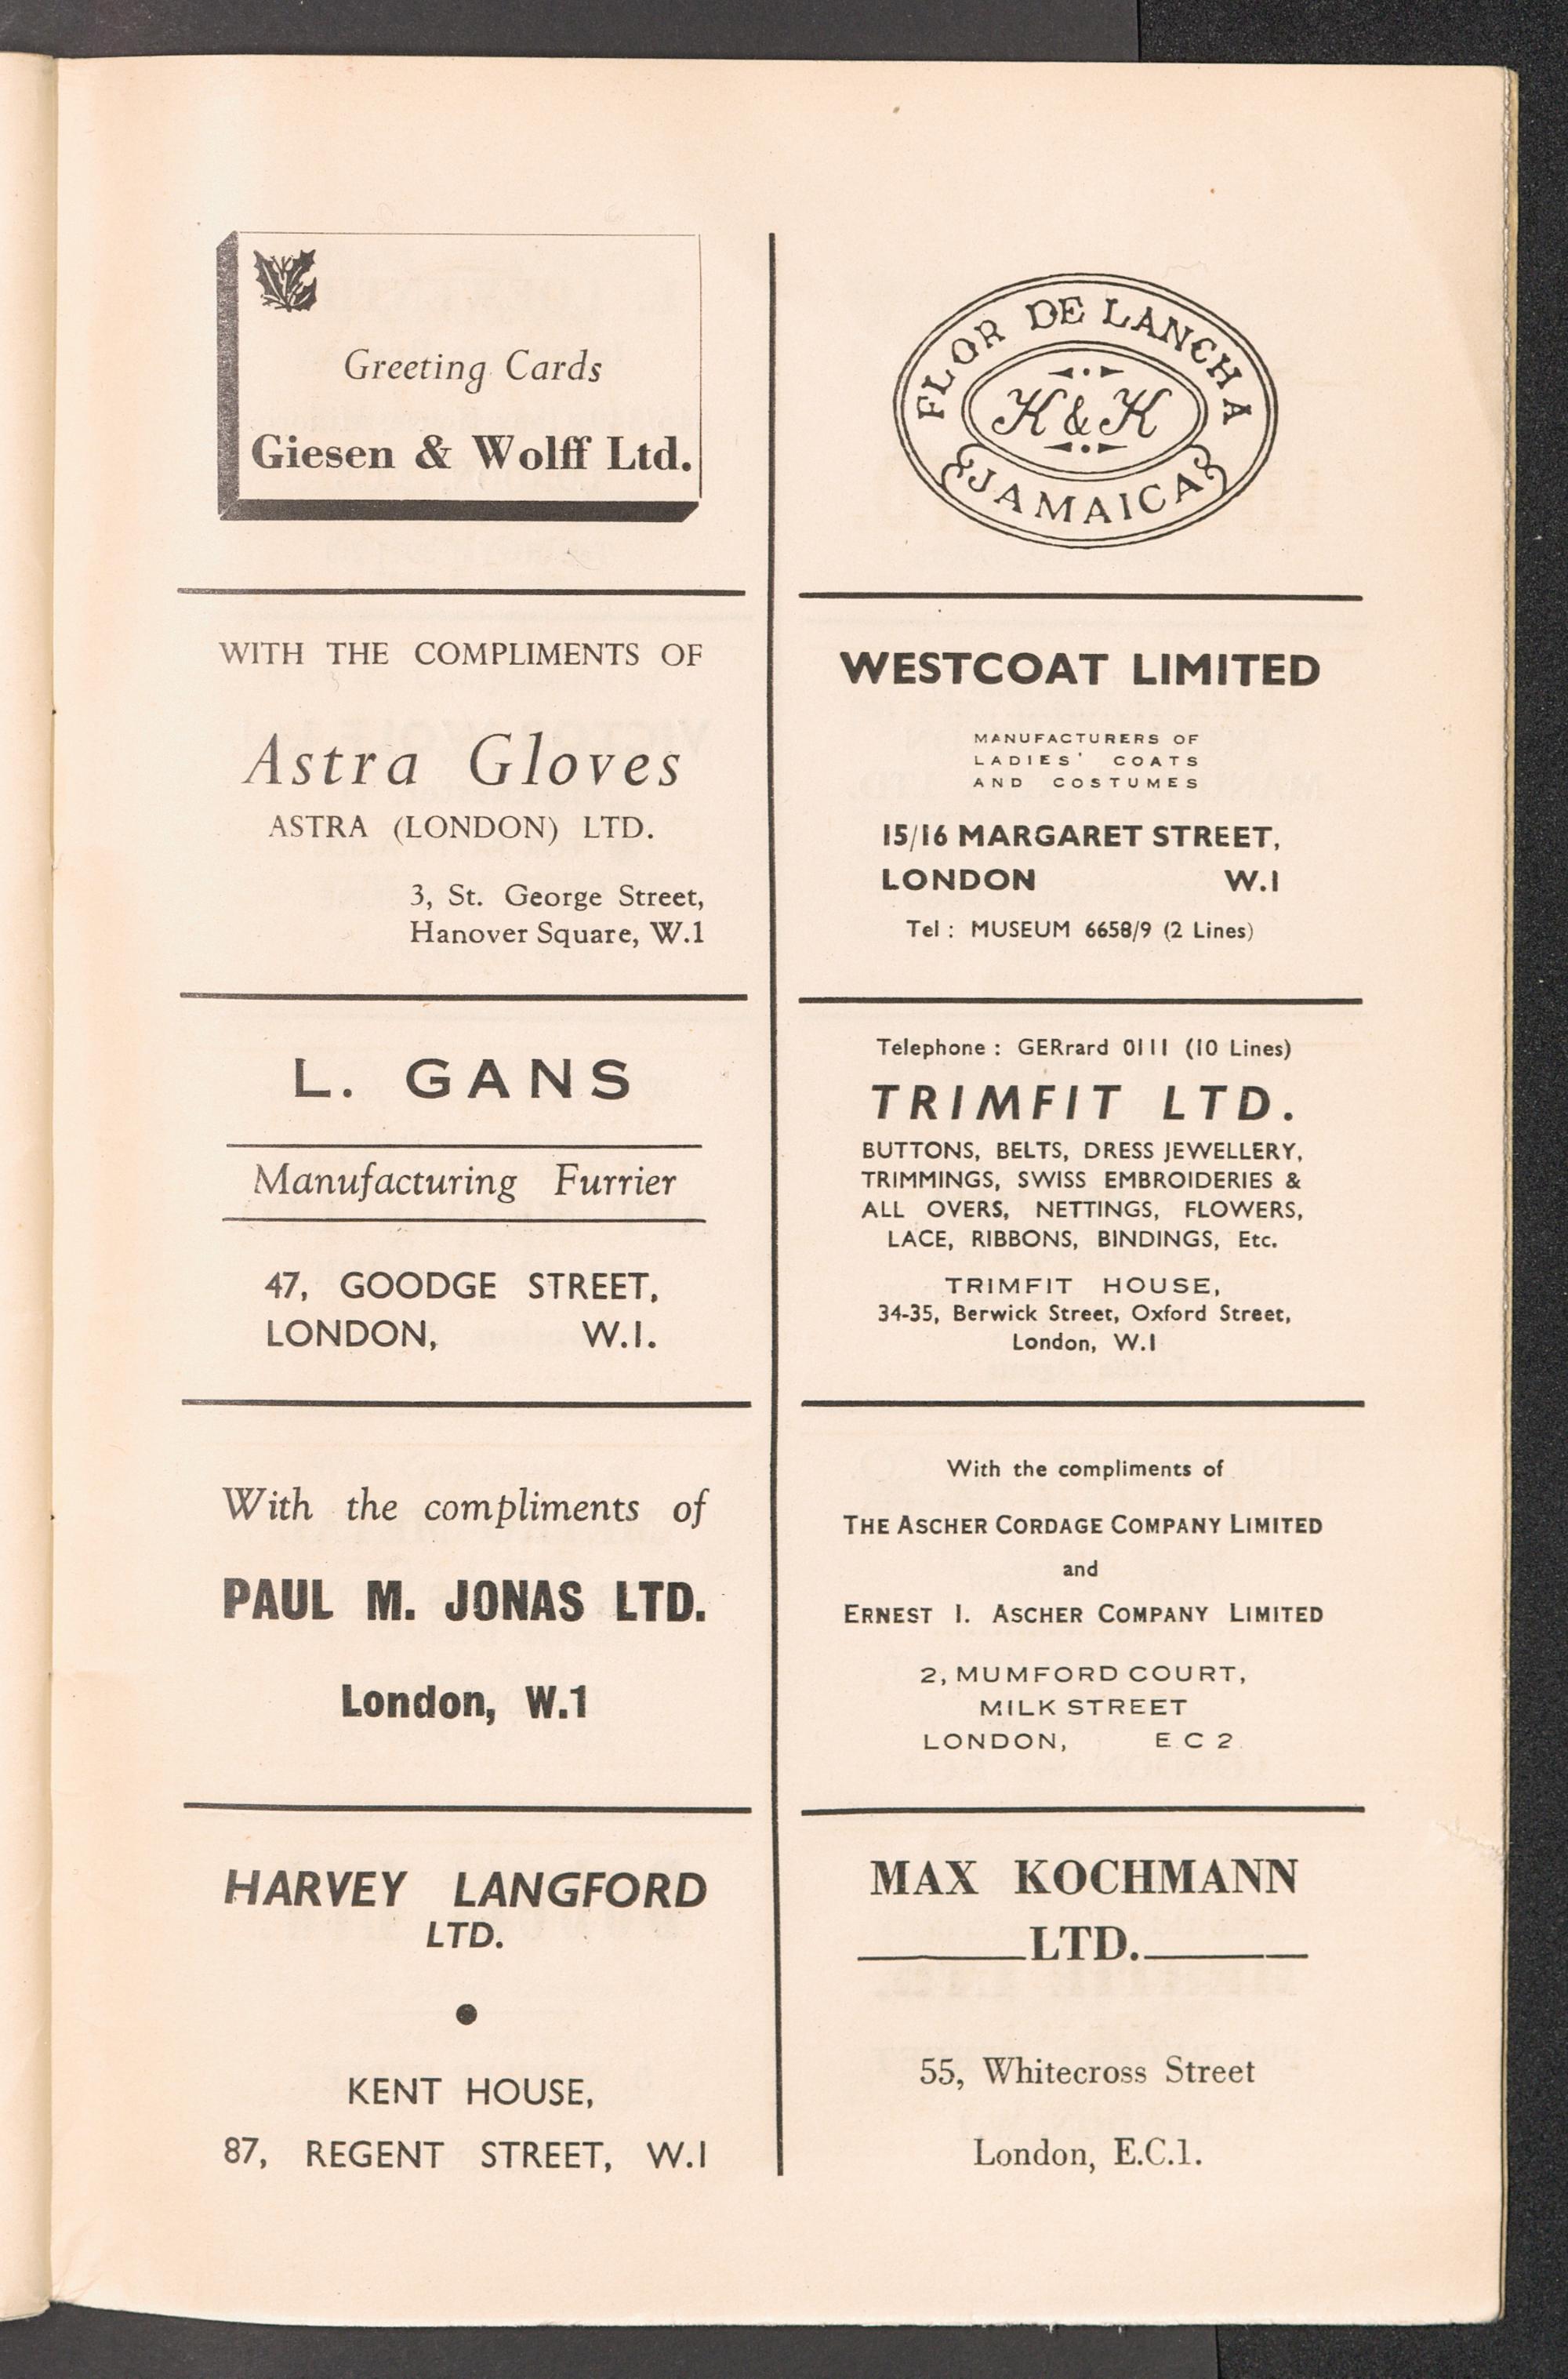 Greeting Cards
Giesen & Wolff Ltd.
WITH THE COMPLIMENTS OF
Astra Gloves
ASTRA (LONDON) LTD.
3, St. George Street,
Hanover Square, W.1
L. GANS
Manufacturing Furrier
47, GOODGE STREET,
LONDON, W.1.
With the compliments of
PAUL M. JONAS LTD.
London, W.1
HARVEY LANGFORD
LTD.
KENT HOUSE,
87, REGENT STREET, W.1
FLOR DE LANCHA
K & K
JAMAICA
WESTCOAT LIMITED
MANUFACTURERS OF
LADIES' COATS
AND COSTUMES
15/16 MARGARET STREET,
LONDON W.1
Tel : MUSEUM 6658/9 (2 Lines)
Telephone : GERrard 0111 (10 Lines)
TRIMFIT LTD.
BUTTONS, BELTS, DRESS JEWELLERY,
TRIMMINGS, SWISS EMBROIDERIES &
ALL OVERS, NETTINGS, FLOWERS,
LACE, RIBBONS, BINDINGS, Etc.
TRIMFIT HOUSE,
34-35, Berwick Street, Oxford Street,
London, W.1
With the compliments of
THE ASCHER CORDAGE COMPANY LIMITED
and
ERNEST I. ASCHER COMPANY LIMITED
2, MUMFORD COURT,
MILK STREET
LONDON, E C 2
MAX KOCHMANN
LTD.
55, Whitecross Street
London, E.C.1.